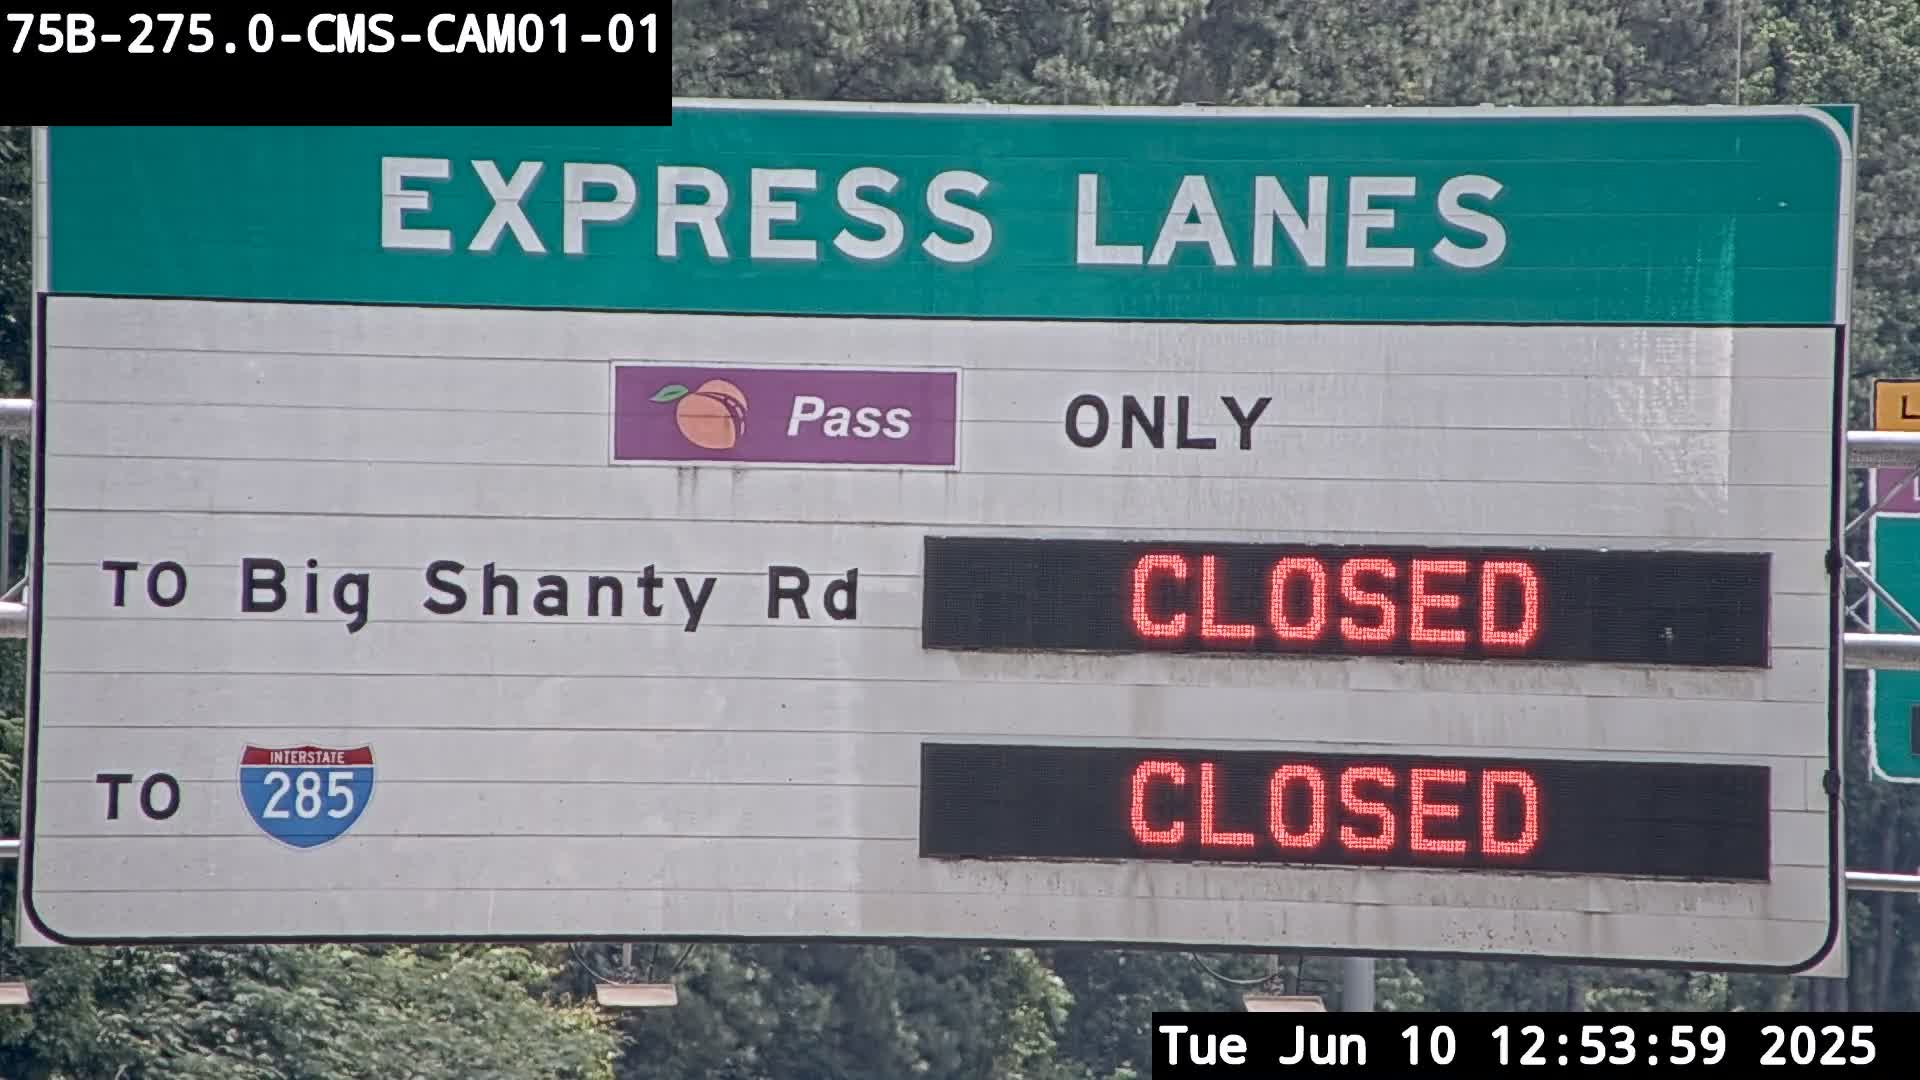 75B-275.0-CMS-CAM01-01
EXPRESS LANES
Pass ONLY
TO Big Shanty Rd CLOSED
INTERSTATE
TO 285 CLOSED
Tue Jun 10 12:53:59 2025